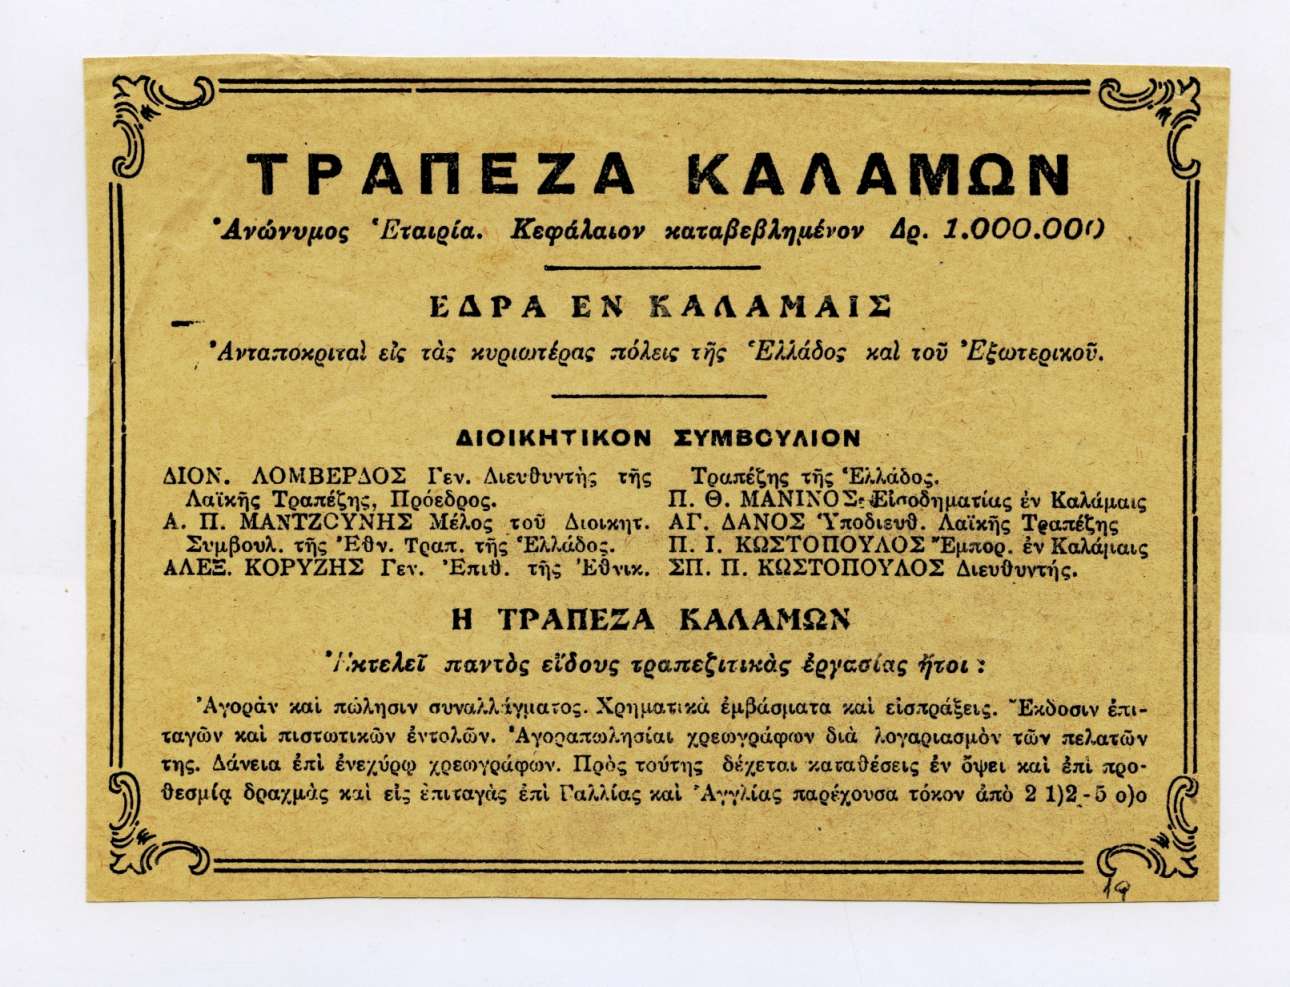 ΤΡΑΠΕΖΑ ΚΑΛΑΜΩΝ
Ἀνώνυμος Ἑταιρία. Κεφάλαιον καταβεβλημένον Δρ. 1.000.000
ΕΔΡΑ ΕΝ ΚΑΛΑΜΑΙΣ
Ἀνταποκριταὶ εἰς τὰς κυριωτέρας πόλεις τῆς Ἑλλάδος καὶ τοῦ Ἐξωτερικοῦ.
ΔΙΟΙΚΗΤΙΚΟΝ ΣΥΜΒΟΥΛΙΟΝ
ΔΙΟΝ. ΛΟΜΒΕΡΔΟΣ Γεν. Διευθυντὴς τῆς
Λαϊκῆς Τραπέζης, Πρόεδρος.
Α. Π. ΜΑΝΤΖΟΥΝΗΣ Μέλος τοῦ Διοικητ.
Συμβουλ. τῆς Ἐθν. Τραπ. τῆς Ἑλλάδος.
ΑΛΕΞ. ΚΟΡΥΖΗΣ Γεν. Ἐπιθ. τῆς Ἐθνικ.
Τραπέζης τῆς Ἑλλάδος.
Π. Θ. ΜΑΝΙΝΟΣ Εἰσοδηματίας ἐν Καλάμαις
ΑΓ. ΔΑΝΟΣ Ὑποδιευθ. Λαϊκῆς Τραπέζης
Π. Ι. ΚΩΣΤΟΠΟΥΛΟΣ Ἔμπορ. ἐν Καλάμαις
ΣΠ. Π. ΚΩΣΤΟΠΟΥΛΟΣ Διευθυντής.
Η ΤΡΑΠΕΖΑ ΚΑΛΑΜΩΝ
Ἐκτελεῖ παντὸς εἴδους τραπεζιτικὰς ἐργασίας ἤτοι :
Ἀγορὰν καὶ πώλησιν συναλλάγματος. Χρηματικὰ ἐμβάσματα καὶ εἰσπράξεις. Ἔκδοσιν ἐπι-
ταγῶν καὶ πιστωτικῶν ἐντολῶν. Ἀγοραπωλησίαι χρεωγράφων διὰ λογαριασμὸν τῶν πελατῶν
της. Δάνεια ἐπὶ ἐνεχύρῳ χρεωγράφων. Πρὸς τούτης δέχεται καταθέσεις ἐν ὄψει καὶ ἐπὶ προ-
θεσμίᾳ δραχμὰς καὶ εἰς ἐπιταγὰς ἐπὶ Γαλλίας καὶ Ἀγγλίας παρέχουσα τόκον ἀπὸ 2 1)2 - 5 ο)ο